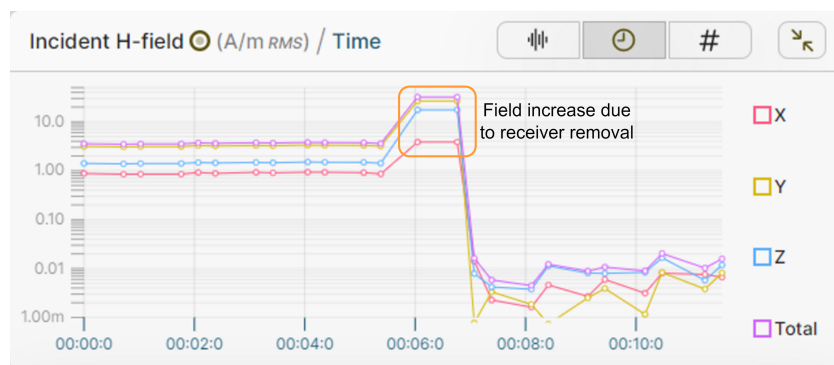 Incident H-field (A/m RMS) / Time
#
Field increase due
to receiver removal
10.0
1.00
0.10
0.01
1.00m
00:00:0 00:02:0 00:04:0 00:06:0 00:08:0 00:10:0
X
Y
Z
Total